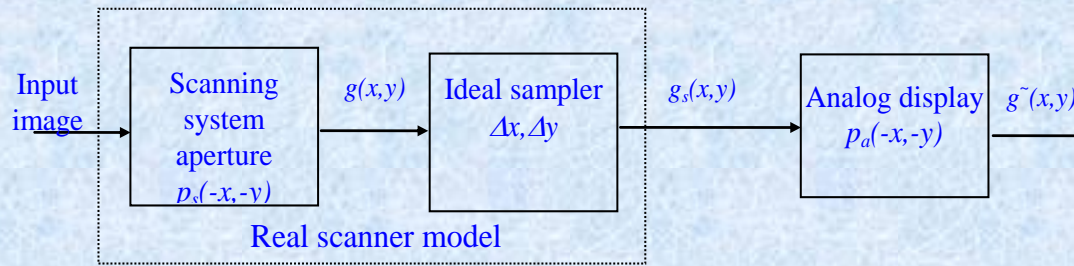 Input
image
Scanning
system
aperture
pₛ(-x,-y)
g(x,y)
Ideal sampler
Δx,Δy
gₛ(x,y)
Analog display
pₐ(-x,-y)
g˜(x,y)
Real scanner model